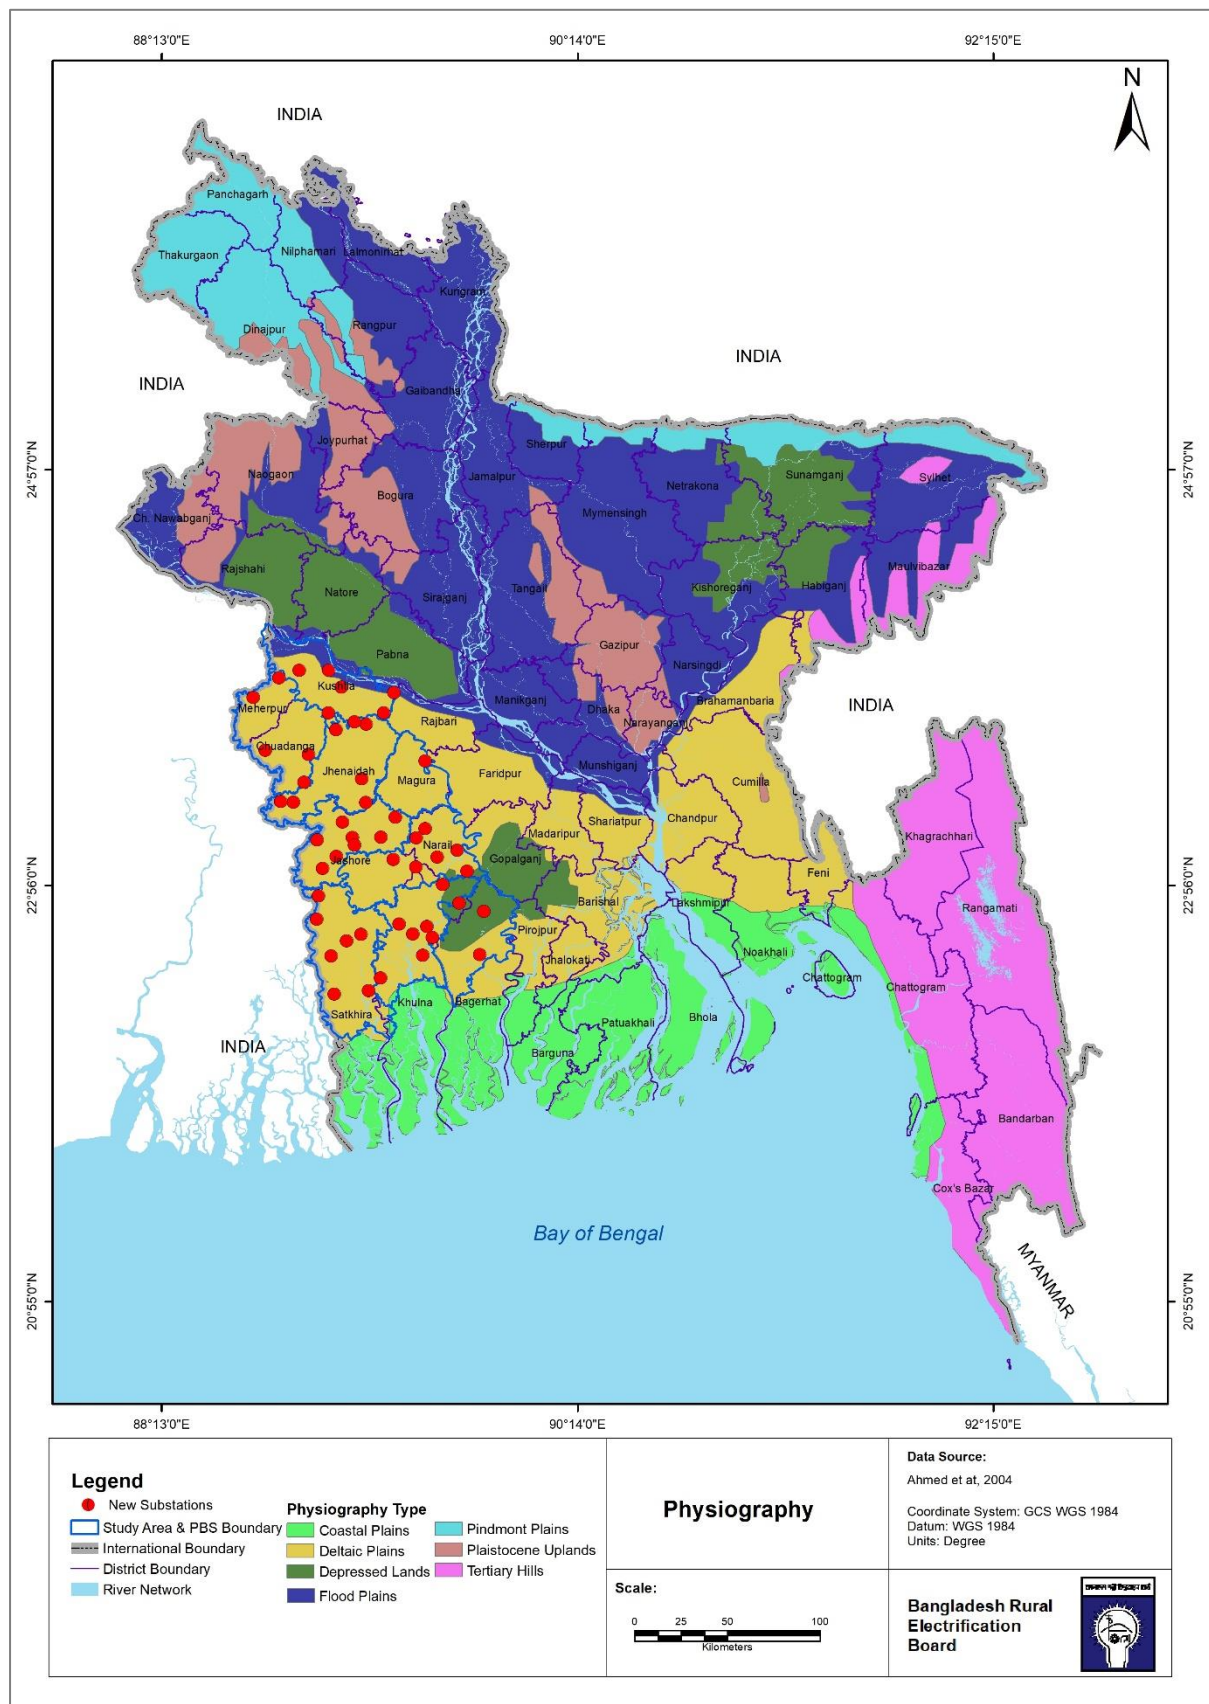 88°13'0"E
90°14'0"E
92°15'0"E
N
INDIA
Panchagarh
Thakurgaon
Nilphamari
Lalmonirhat
Kungram
Dinajpur
Rangpur
INDIA
INDIA
Gaibandha
24°57'0"N
24°57'0"N
Joypurhat
Sherpur
Naogaon
Jamalpur
Netrakona
Sunamganj
Sylhet
Bogura
Mymensingh
Ch. Nawabganj
Rajshahi
Natore
Sirajganj
Tangail
Kishoreganj
Habiganj
Maulvibazar
Gazipur
Pabna
Narsingdi
Kushtia
Meherpur
Manikganj
Dhaka
Narayanganj
Brahamanbaria
INDIA
Rajbari
Chuadanga
Jhenaidah
Magura
Faridpur
Munshiganj
Cumilla
Madaripur
Shariatpur
Chandpur
Khagrachhari
Jashore
Narail
Gopalganj
Feni
22°56'0"N
22°56'0"N
Barishal
Lakshmipur
Rangamati
Pirojpur
Noakhali
Jhalokati
Chattogram
Chattogram
Satkhira
Khulna
Bagerhat
Patuakhali
Bhola
INDIA
Barguna
Bandarban
Cox's Bazar
Bay of Bengal
MYANMAR
20°55'0"N
20°55'0"N
88°13'0"E
90°14'0"E
92°15'0"E
Legend
New Substations
Study Area & PBS Boundary
International Boundary
District Boundary
River Network
Physiography Type
Coastal Plains
Deltaic Plains
Depressed Lands
Flood Plains
Pindmont Plains
Plaistocene Uplands
Tertiary Hills
Physiography
Scale:
0 25 50 100
Kilometers
Data Source:
Ahmed et at, 2004
Coordinate System: GCS WGS 1984
Datum: WGS 1984
Units: Degree
Bangladesh Rural
Electrification
Board